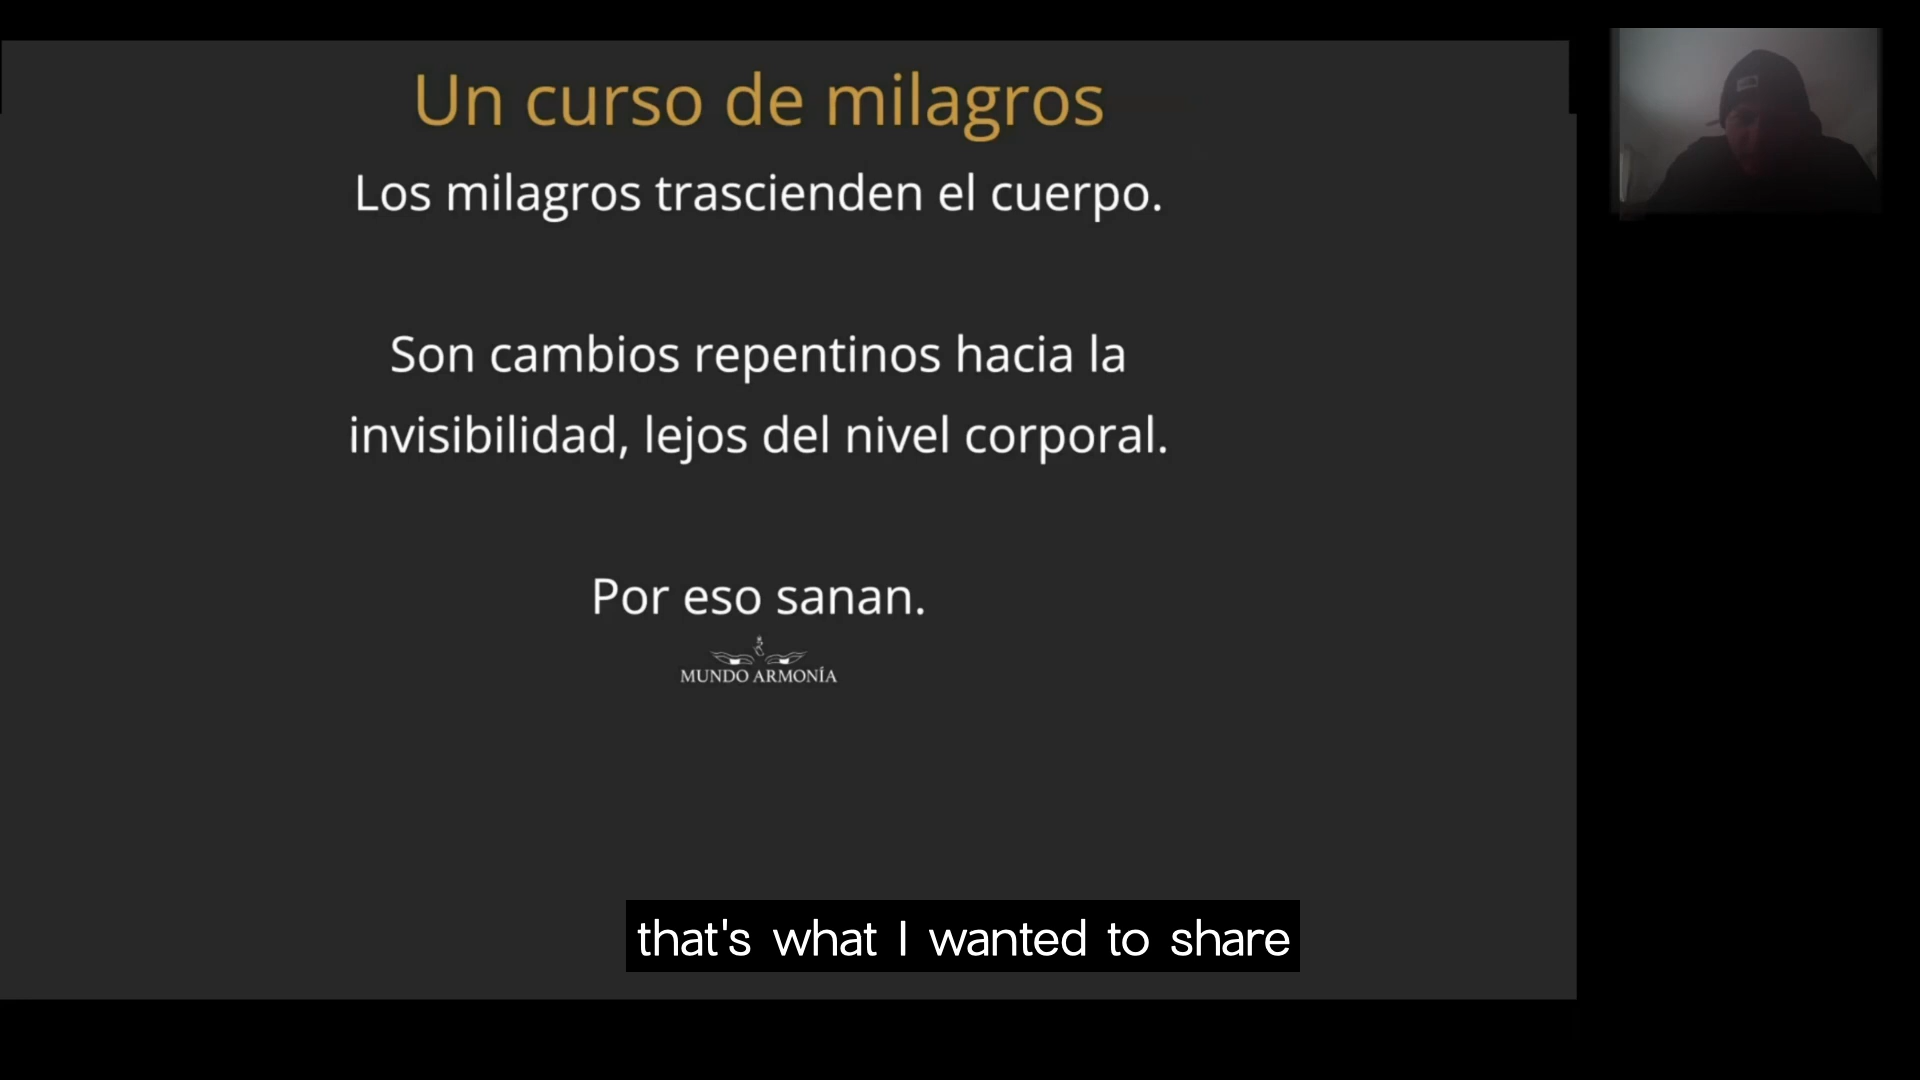 Un curso de milagros
Los milagros trascienden el cuerpo.
Son cambios repentinos hacia la
invisibilidad, lejos del nivel corporal.
Por eso sanan.
MUNDO ARMONÍA
that's what I wanted to share